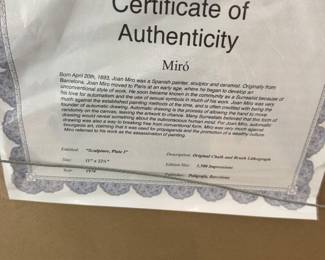 Certificate of
Authenticity
Miró
Born April 20th, 1893, Joan Miró was a Spanish painter, sculptor and ceramist. Originally from
Barcelona, Joan Miró moved to Paris at an early age, where he began to develop an
unconventional style of work. He soon became known in the community as a Surrealist because of
his love for automatism and the use of sexual symbols in much of his work. Joan Miró was very
much against the established painting methods of the time, and is often credited with being the
founder of automatic drawing. Automatic drawing is the process of allowing the hand to move
randomly on the canvas, leaving the artwork to chance. Many Surrealists believed that this form of
drawing would reveal something about the subconscious human mind. For Joan Miró, automatic
drawing was also a way to breaking free from conventional form. Miró was very much against
bourgeois art, claiming that it was used as propaganda and the promotion of a wealthy culture.
Miró referred to his work as the assassination of painting.
Entitled: "Sculptures, Plate I" Description: Original Chalk and Brush Lithograph
Size: 11" x Edition Size: 1,500 Impressions
Year: 1974 Publisher: Poligrafa, Barcelona